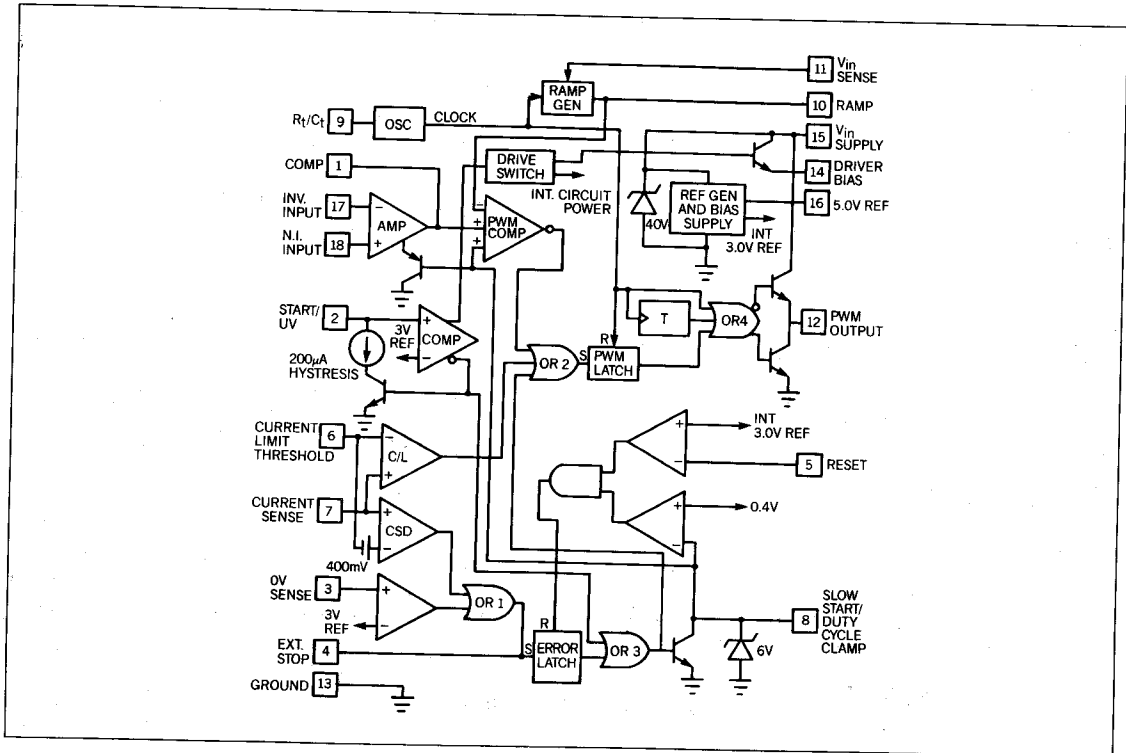 11 Vin
SENSE
RAMP
GEN
10 RAMP
Rt/Ct 9 OSC CLOCK
15 Vin
SUPPLY
COMP 1
DRIVE
SWITCH
14 DRIVER
BIAS
INT. CIRCUIT
POWER
REF GEN
AND BIAS
SUPPLY
16 5.0V REF
40V
INT
3.0V REF
INV.
INPUT 17 − AMP
N.I.
INPUT 18 +
− + + PWM
COMP
START/
UV 2
+ COMP −
3V
REF
200µA
HYSTRESIS
T
OR4
12 PWM
OUTPUT
OR 2
S R PWM
LATCH
CURRENT
LIMIT
THRESHOLD 6
− C/L +
+ −
INT
3.0V REF
5 RESET
CURRENT
SENSE 7
+ CSD −
400mV
+ −
0.4V
OV
SENSE 3
+ −
3V
REF
OR 1
EXT.
STOP 4
S R ERROR
LATCH
OR 3
6V
8 SLOW
START/
DUTY
CYCLE
CLAMP
GROUND 13